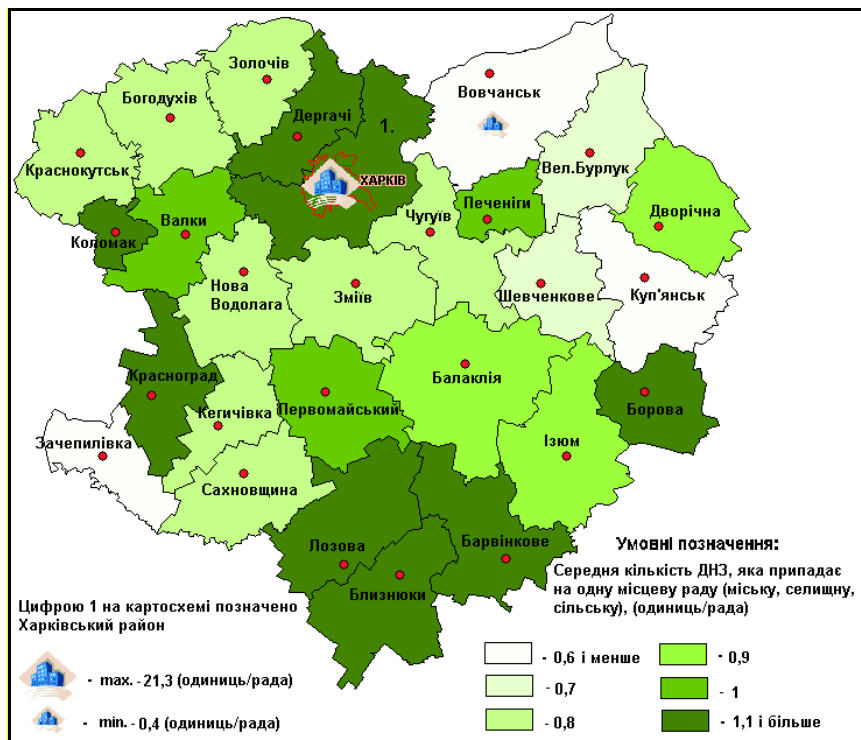 Золочів
Богодухів
Дергачі
1.
Вовчанськ
Краснокутськ
ХАРКІВ
Вел.Бурлук
Коломак
Валки
Чугуїв
Печеніги
Дворічна
Нова
Водолага
Зміїв
Шевченкове
Куп'янськ
Красноград
Кегичівка
Первомайський
Балаклія
Борова
Зачепилівка
Сахновщина
Ізюм
Лозова
Барвінкове
Близнюки
Умовні позначення:
Середня кількість ДНЗ, яка припадає
на одну місцеву раду (міську, селищну,
сільську), (одиниць/рада)
Цифрою 1 на картосхемі позначено
Харківський район
- max. - 21,3 (одиниць/рада)
- min. - 0,4 (одиниць/рада)
- 0,6 і менше
- 0,7
- 0,8
- 0,9
- 1
- 1,1 і більше